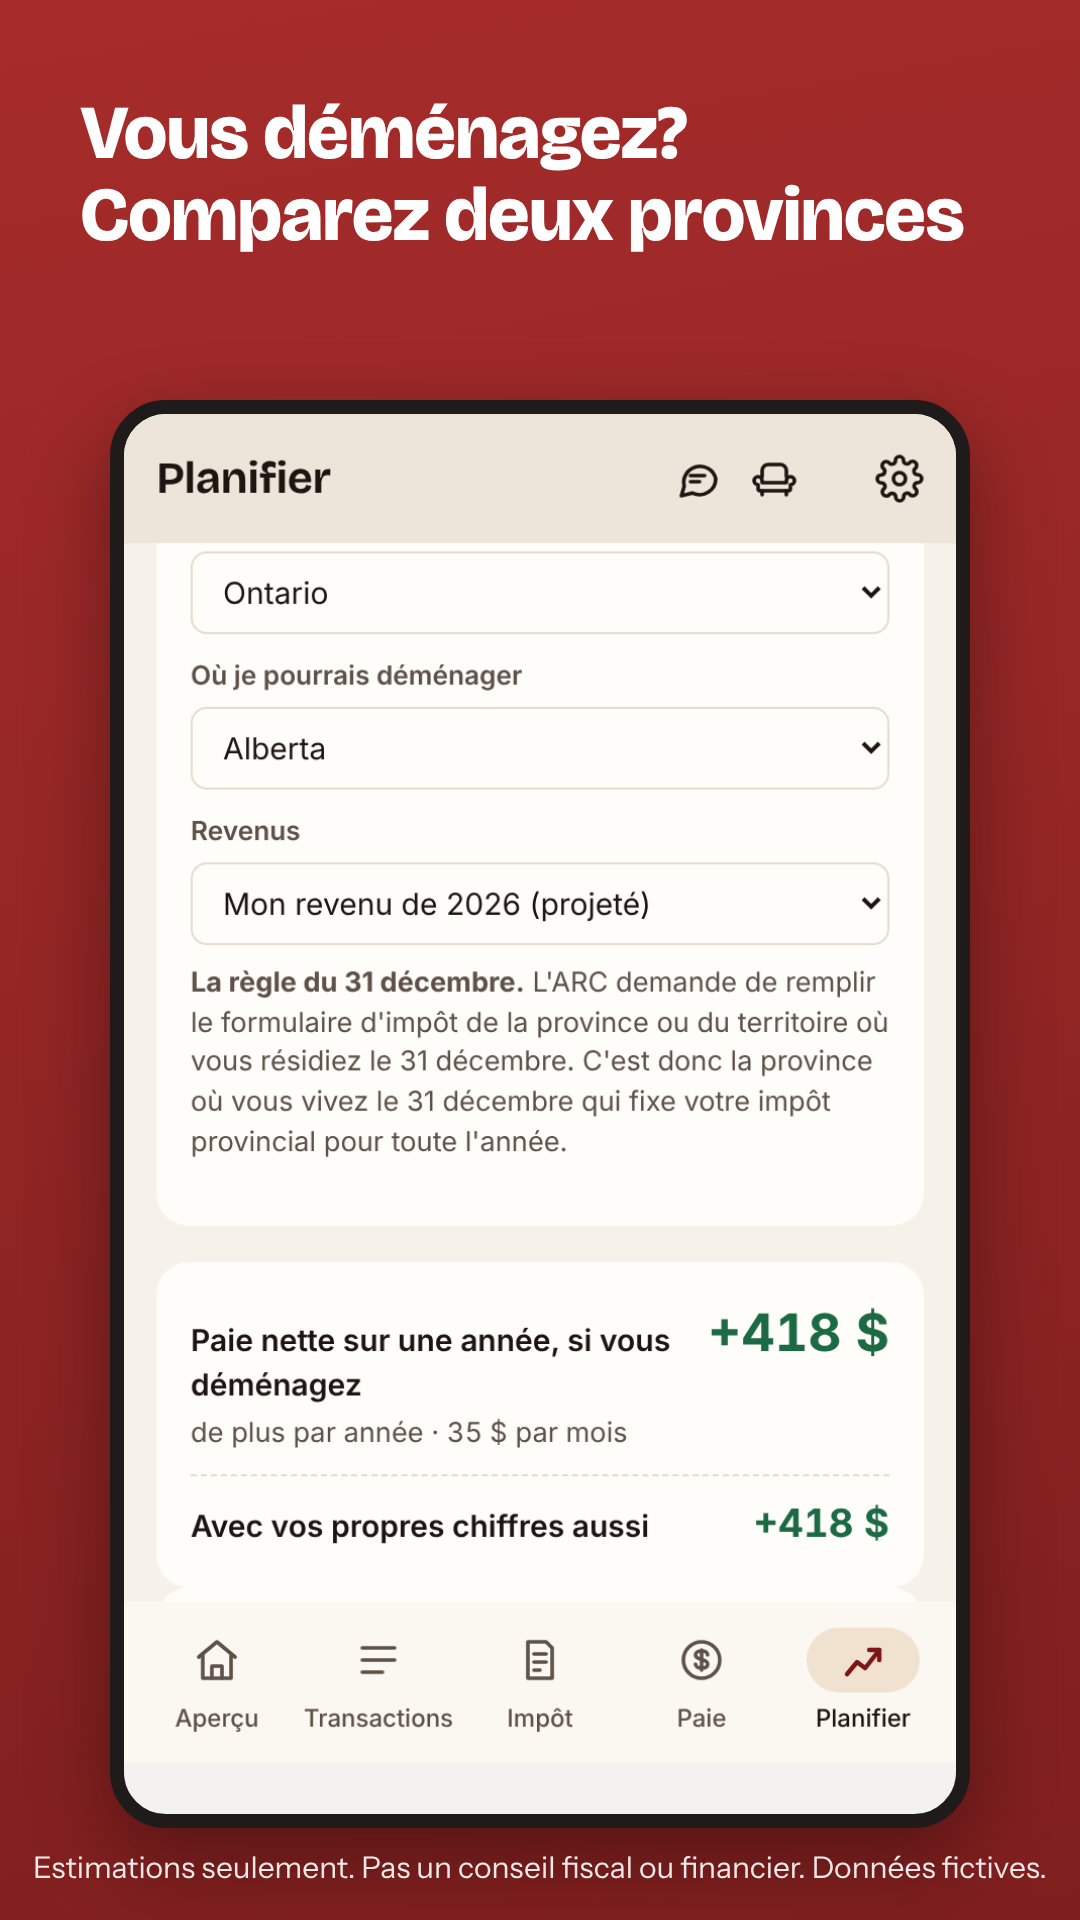 Vous déménagez?
Comparez deux provinces
Planifier
Ontario
Où je pourrais déménager
Alberta
Revenus
Mon revenu de 2026 (projeté)
La règle du 31 décembre. L'ARC demande de remplir
le formulaire d'impôt de la province ou du territoire où
vous résidiez le 31 décembre. C'est donc la province
où vous vivez le 31 décembre qui fixe votre impôt
provincial pour toute l'année.
Paie nette sur une année, si vous
déménagez
+418 $
de plus par année · 35 $ par mois
Avec vos propres chiffres aussi
+418 $
Aperçu
Transactions
Impôt
Paie
Planifier
Estimations seulement. Pas un conseil fiscal ou financier. Données fictives.